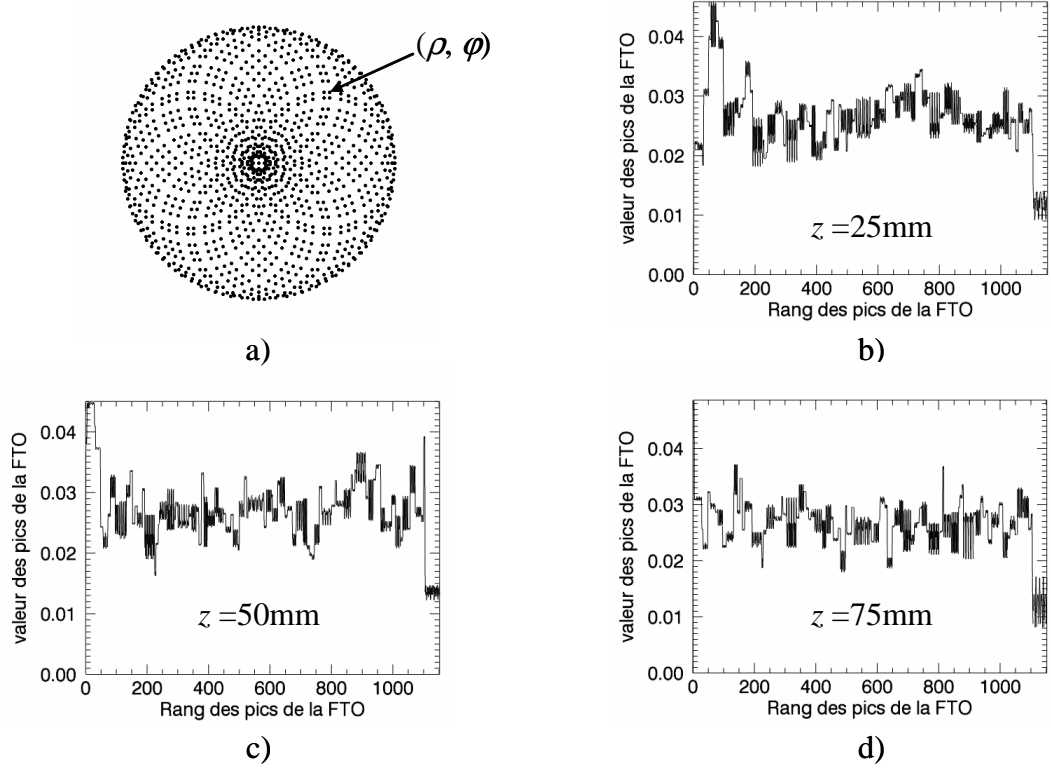 (ρ, φ)
a)
valeur des pics de la FTO
0.04
0.03
0.02
0.01
0.00
z =25mm
0 200 400 600 800 1000
Rang des pics de la FTO
b)
valeur des pics de la FTO
0.04
0.03
0.02
0.01
0.00
z =50mm
0 200 400 600 800 1000
Rang des pics de la FTO
c)
valeur des pics de la FTO
0.04
0.03
0.02
0.01
0.00
z =75mm
0 200 400 600 800 1000
Rang des pics de la FTO
d)